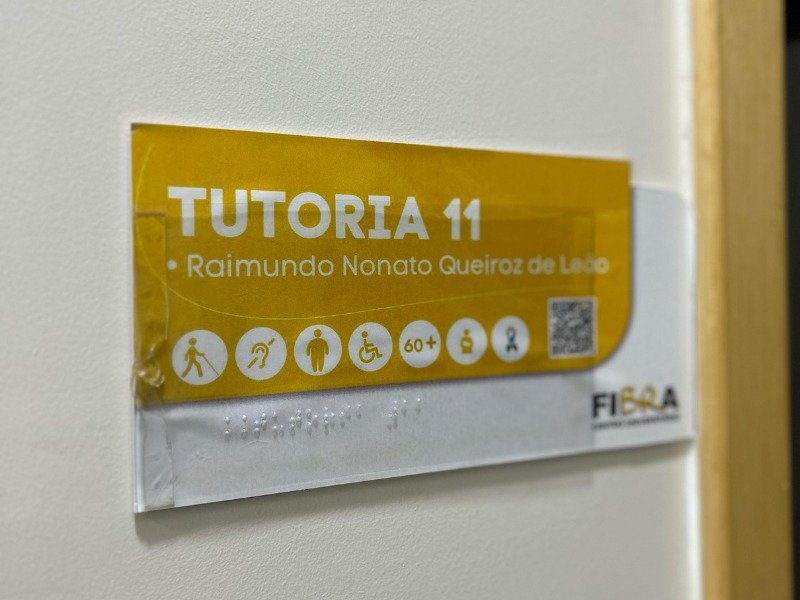 TUTORIA 11
• Raimundo Nonato Queiroz de Leão
60+
FIBRA